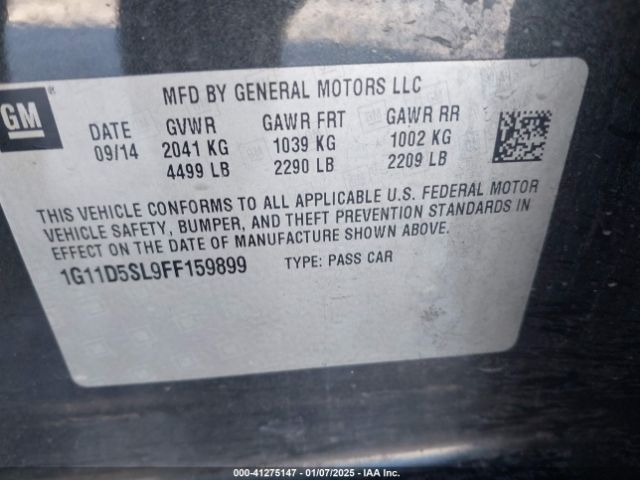 GM
MFD BY GENERAL MOTORS LLC
DATE GVWR GAWR FRT GAWR RR
09/14 2041 KG 1039 KG 1002 KG
4499 LB 2290 LB 2209 LB
THIS VEHICLE CONFORMS TO ALL APPLICABLE U.S. FEDERAL MOTOR
VEHICLE SAFETY, BUMPER, AND THEFT PREVENTION STANDARDS IN
EFFECT ON THE DATE OF MANUFACTURE SHOWN ABOVE.
1G11D5SL9FF159899 TYPE: PASS CAR
000-41275147 - 01/07/2025 - IAA Inc.